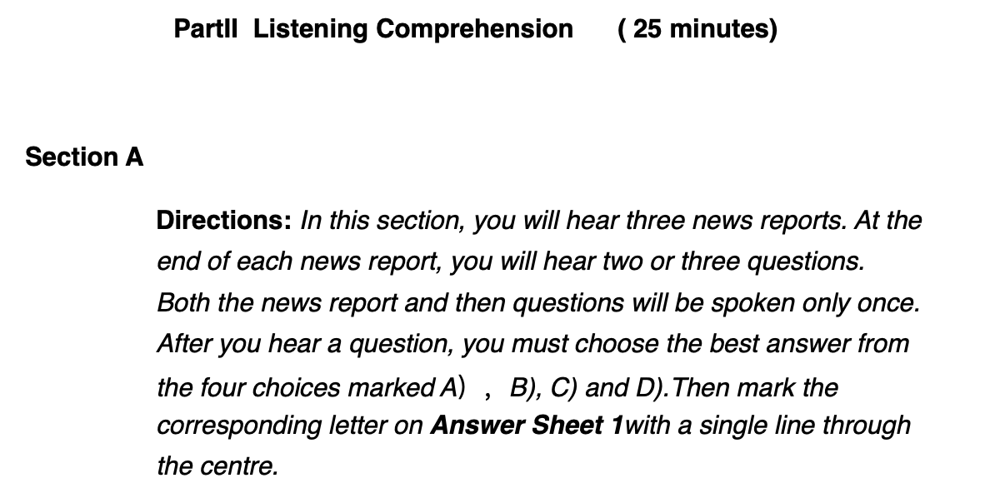 PartII Listening Comprehension ( 25 minutes)
Section A
Directions: In this section, you will hear three news reports. At the
end of each news report, you will hear two or three questions.
Both the news report and then questions will be spoken only once.
After you hear a question, you must choose the best answer from
the four choices marked A） , B), C) and D).Then mark the
corresponding letter on Answer Sheet 1with a single line through
the centre.